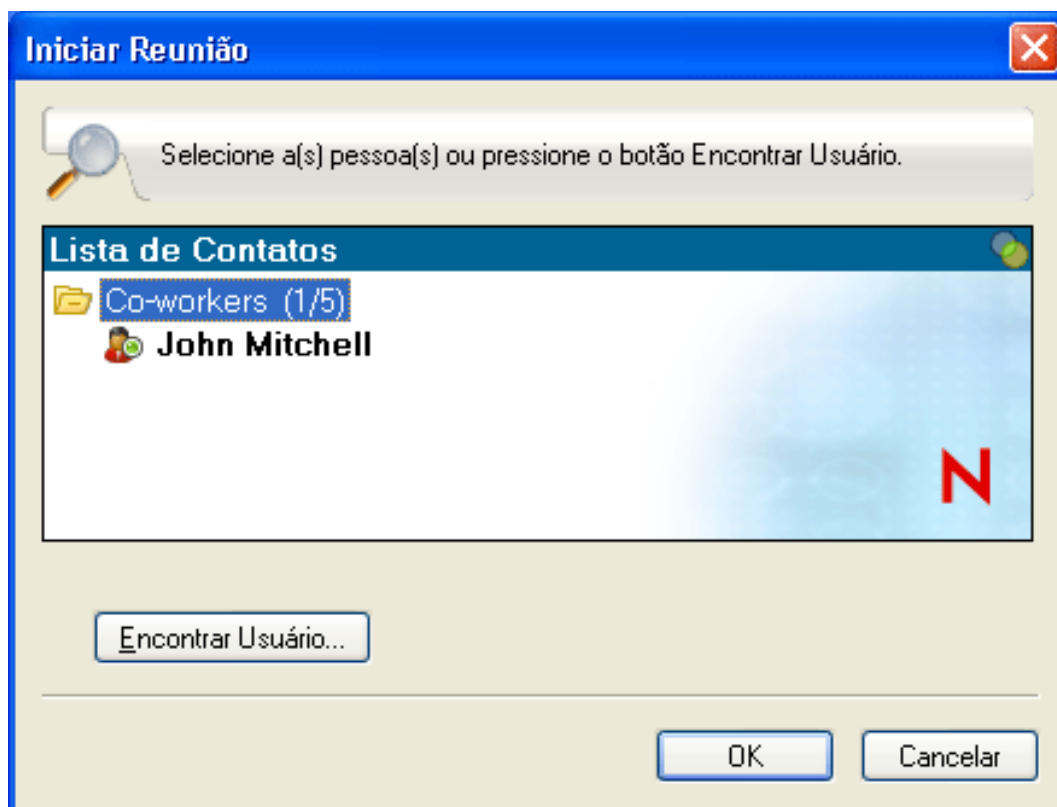 Iniciar Reunião
Selecione a(s) pessoa(s) ou pressione o botão Encontrar Usuário.
Lista de Contatos
Co-workers (1/5)
John Mitchell
N
Encontrar Usuário...
OK Cancelar